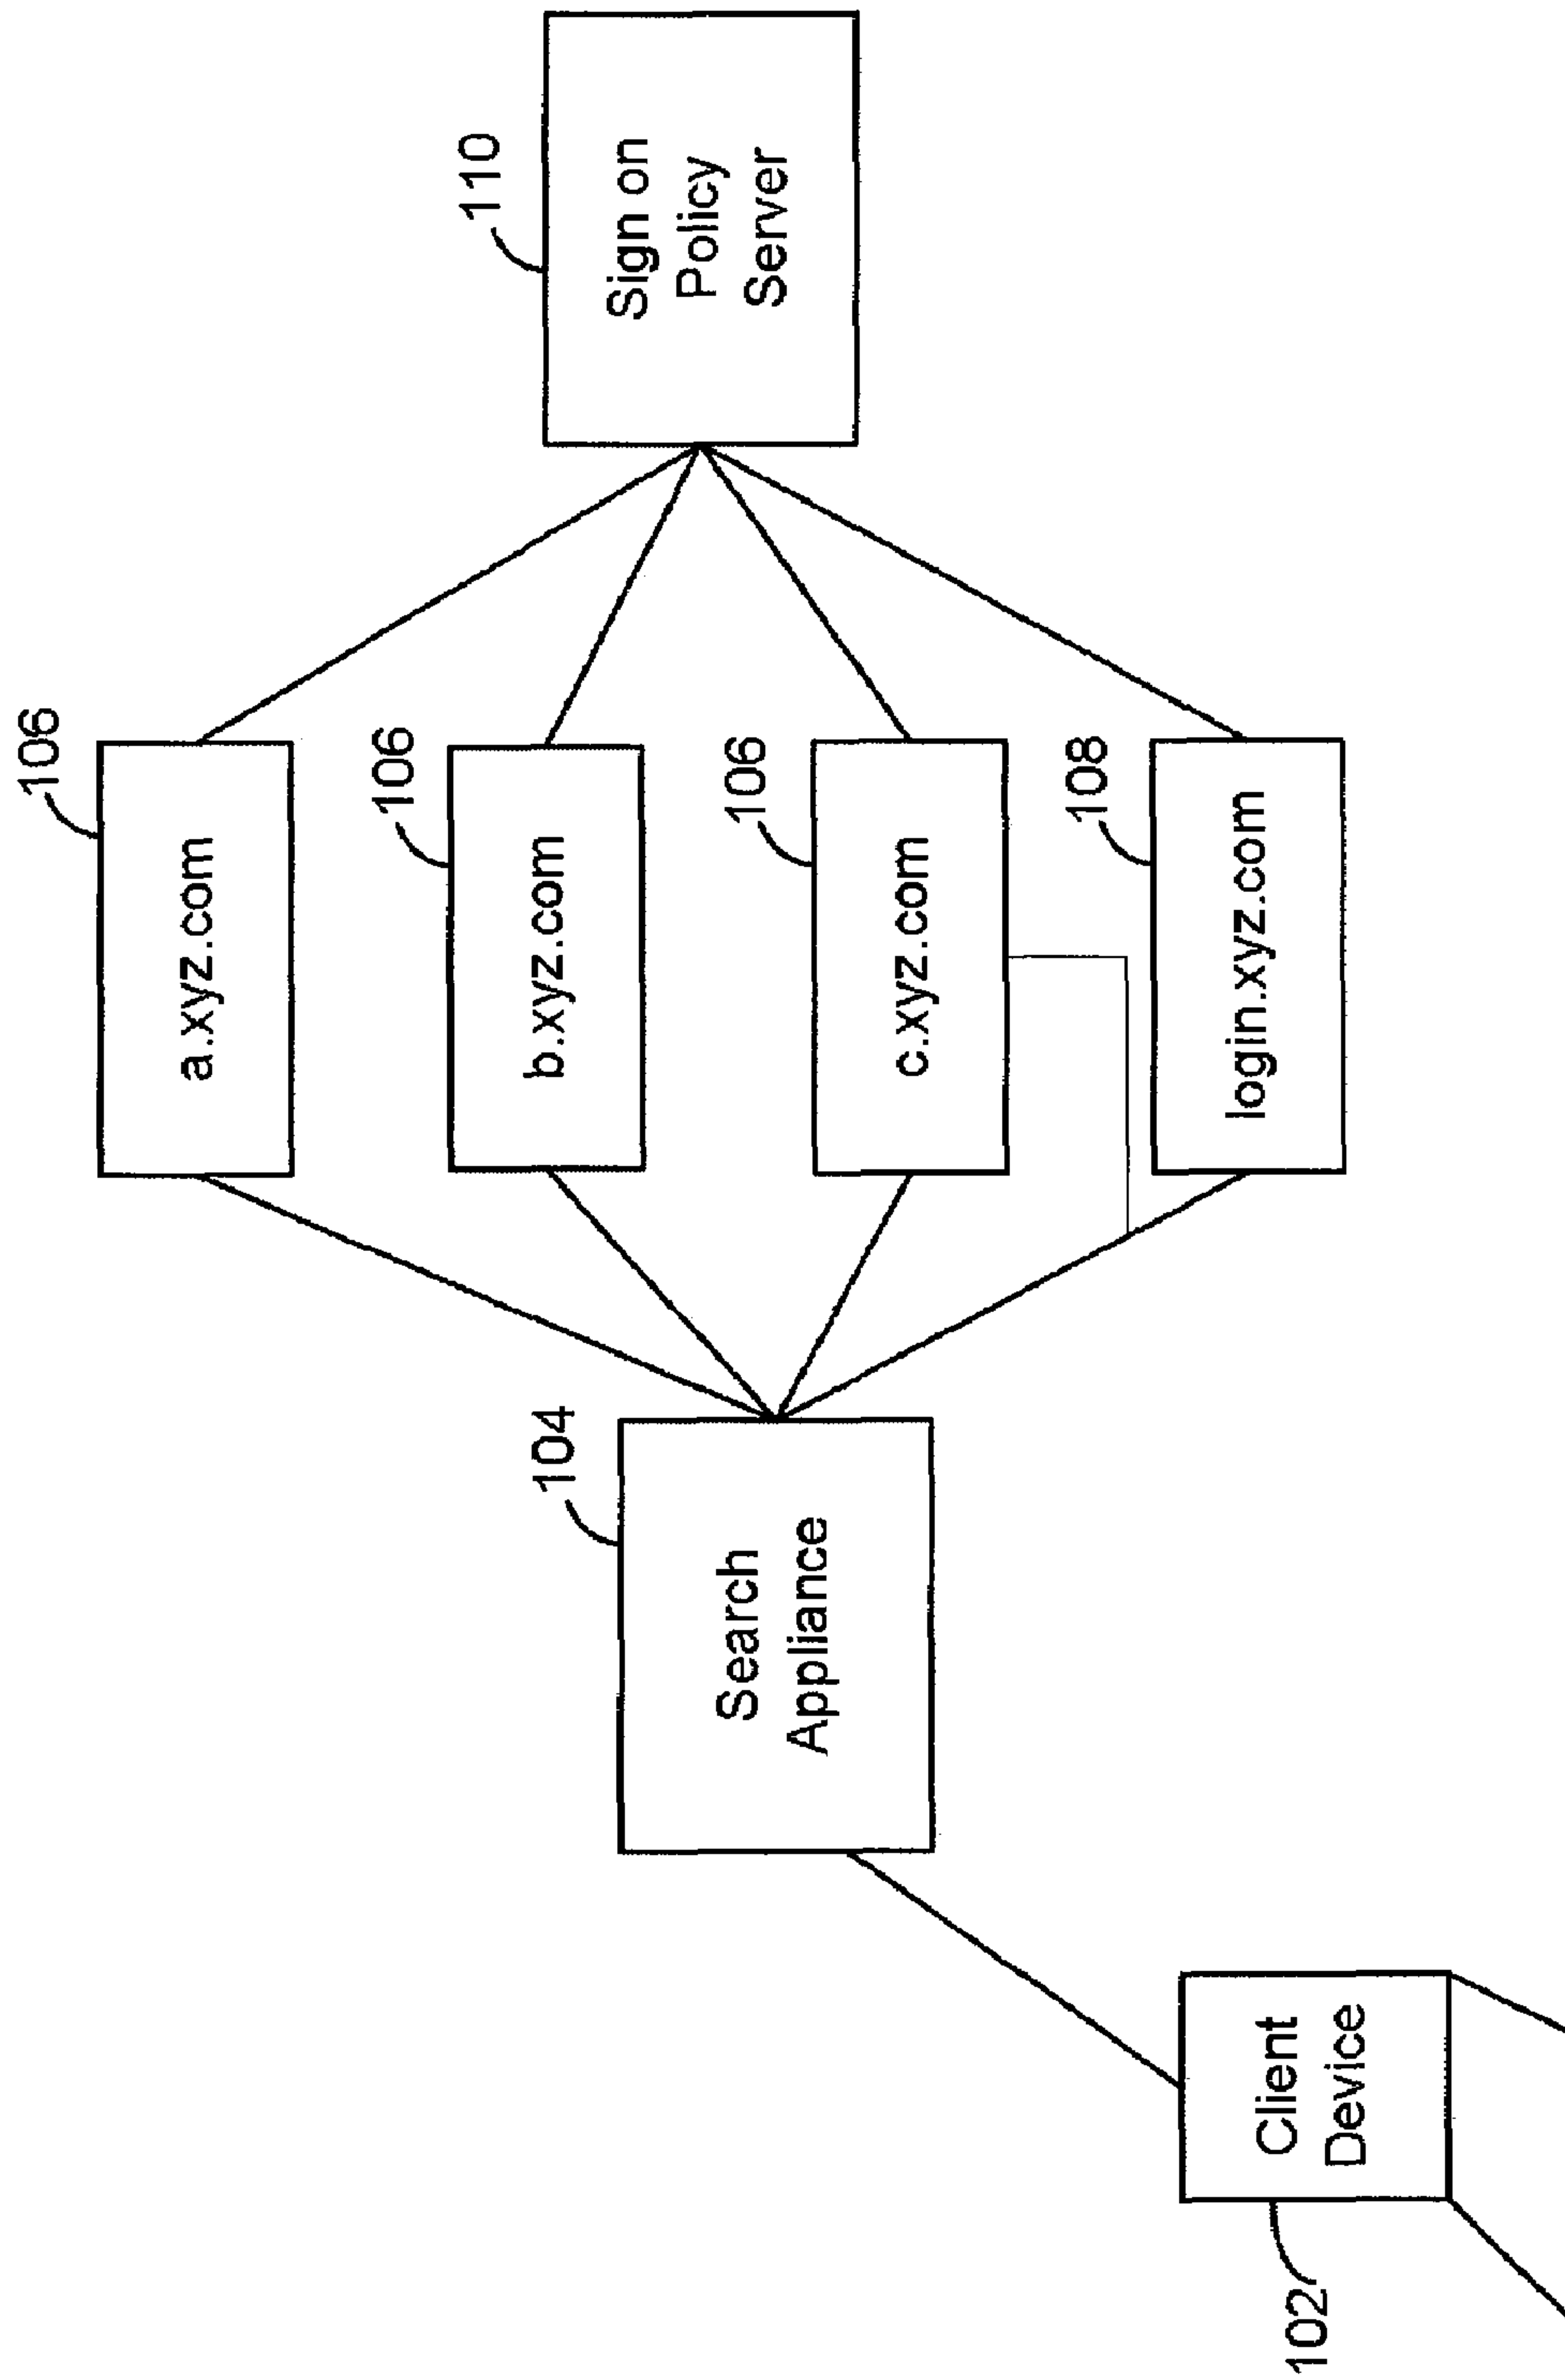 106
a.xyz.com
106
b.xyz.com
106
c.xyz.com
108
login.xyz.com
110
Sign on
Policy
Server
104
Search
Appliance
102
Client
Device